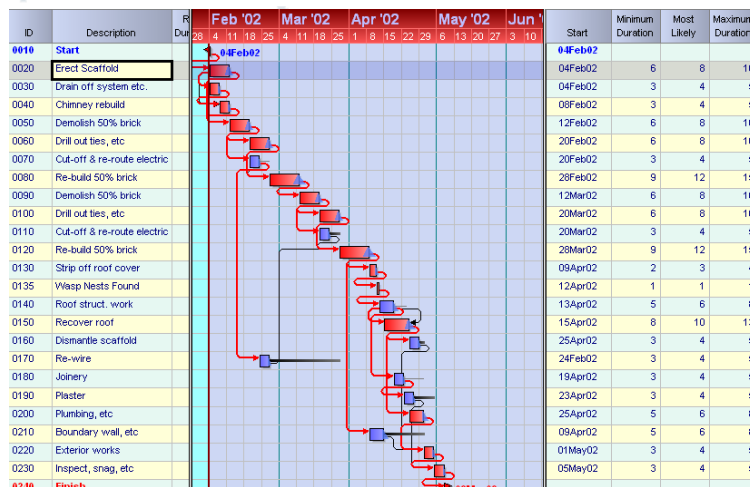 R Feb '02 Mar '02 Apr '02 May '02 Jun ' Minimum Most Maximum
ID Description Dur 28 4 11 18 25 4 11 18 25 1 8 15 22 29 6 13 20 27 3 10 Start Duration Likely Duration
0010 Start 04Feb02 04Feb02
0020 Erect Scaffold 04Feb02 6 8 10
0030 Drain off system etc. 04Feb02 3 4
0040 Chimney rebuild 08Feb02 3 4
0050 Demolish 50% brick 12Feb02 6 8 10
0060 Drill out ties, etc 20Feb02 6 8 10
0070 Cut-off & re-route electric 20Feb02 3 4
0080 Re-build 50% brick 28Feb02 9 12
0090 Demolish 50% brick 12Mar02 6 8 10
0100 Drill out ties, etc 20Mar02 6 8 10
0110 Cut-off & re-route electric 20Mar02 3 4
0120 Re-build 50% brick 28Mar02 9 12
0130 Strip off roof cover 09Apr02 2 3
0135 Wasp Nests Found 12Apr02 1 1
0140 Roof struct. work 13Apr02 5 6
0150 Recover roof 15Apr02 8 10
0160 Dismantle scaffold 25Apr02 3 4
0170 Re-wire 24Feb02 3 4
0180 Joinery 19Apr02 3 4
0190 Plaster 23Apr02 3 4
0200 Plumbing, etc 25Apr02 5 6
0210 Boundary wall, etc 09Apr02 5 6
0220 Exterior works 01May02 3 4
0230 Inspect, snag, etc 05May02 3 4
0240 Finish